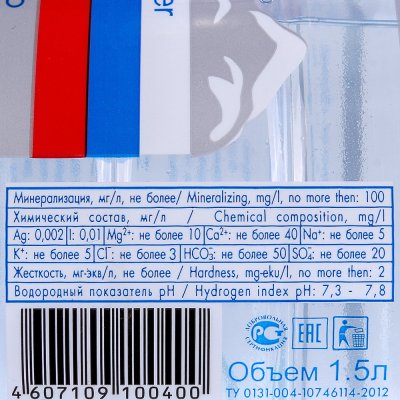 er
Минерализация, мг/л, не более/ Mineralizing, mg/l, no more then: 100
Химический состав, мг/л / Chemical composition, mg/l
Ag: 0,002 I: 0,01 Mg²⁺: не более 10 Ca²⁺: не более 40 Na⁺: не более 5
K⁺: не более 5 Cl⁻: не более 3 HCO₃⁻: не более 50 SO₄⁻: не более 20
Жесткость, мг-экв/л, не более / Hardness, mg-eku/l, no more then: 2
Водородный показатель pH / Hydrogen index pH: 7,3 - 7,8
ДОБРОВОЛЬНАЯ
СЕРТИФИКАЦИЯ
EAC
4 607109 100400
Объем 1.5л
ТУ 0131-004-10746114-2012